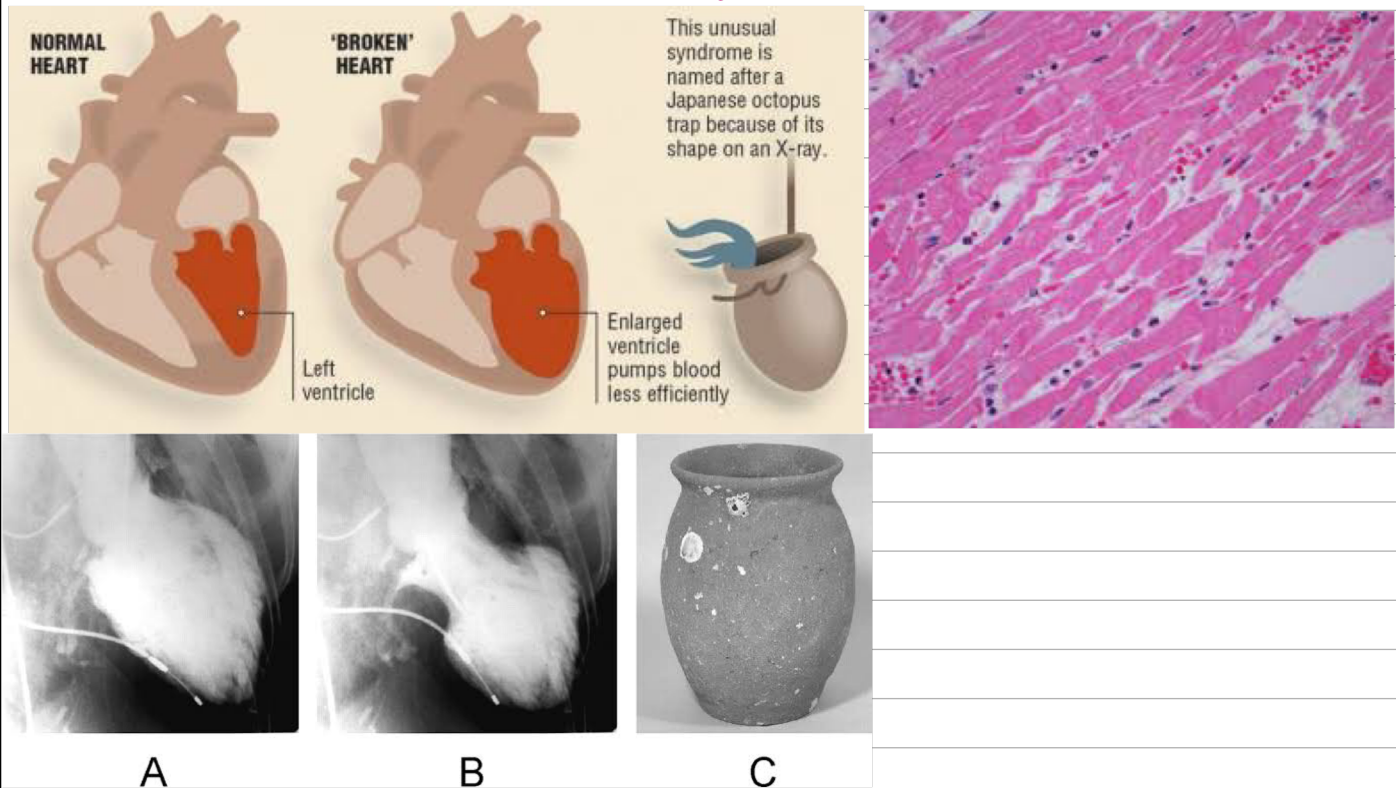 NORMAL
HEART
'BROKEN'
HEART
This unusual
syndrome is
named after a
Japanese octopus
trap because of its
shape on an X-ray.
Left
ventricle
Enlarged
ventricle
pumps blood
less efficiently
A
B
C